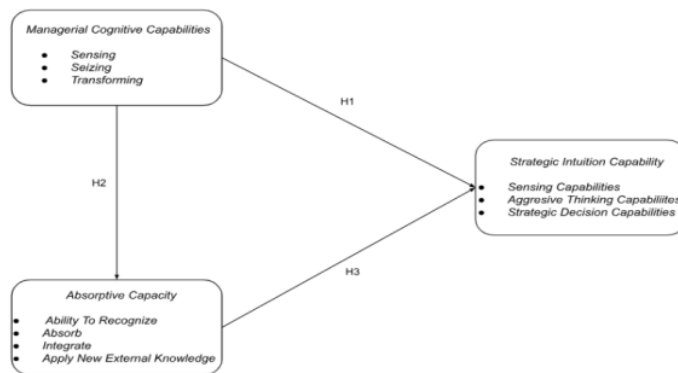 Managerial Cognitive Capabilities
• Sensing
• Seizing
• Transforming
H1
H2
Strategic Intuition Capability
• Sensing Capabilities
• Aggresive Thinking Capabiliites
• Strategic Decision Capabilities
H3
Absorptive Capacity
• Ability To Recognize
• Absorb
• Integrate
• Apply New External Knowledge